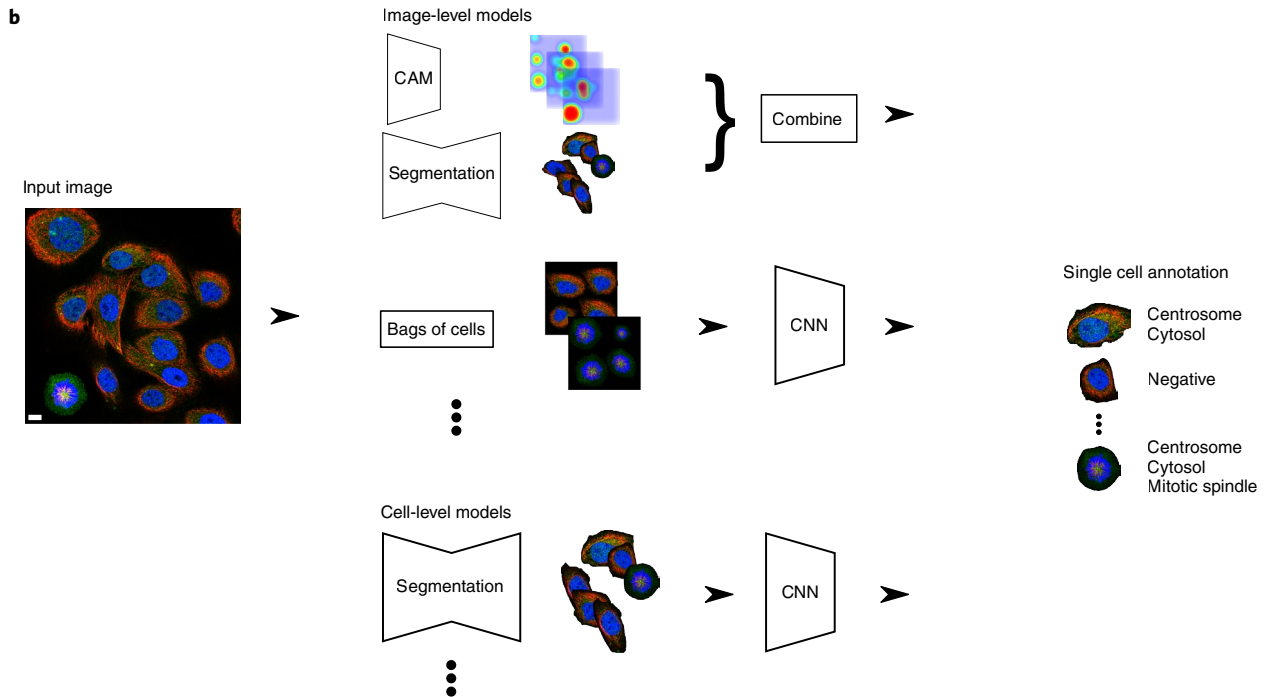 b
Image-level models
CAM
Combine
Segmentation
Input image
Bags of cells
CNN
Single cell annotation
Centrosome
Cytosol
Negative
Centrosome
Cytosol
Mitotic spindle
Cell-level models
Segmentation
CNN